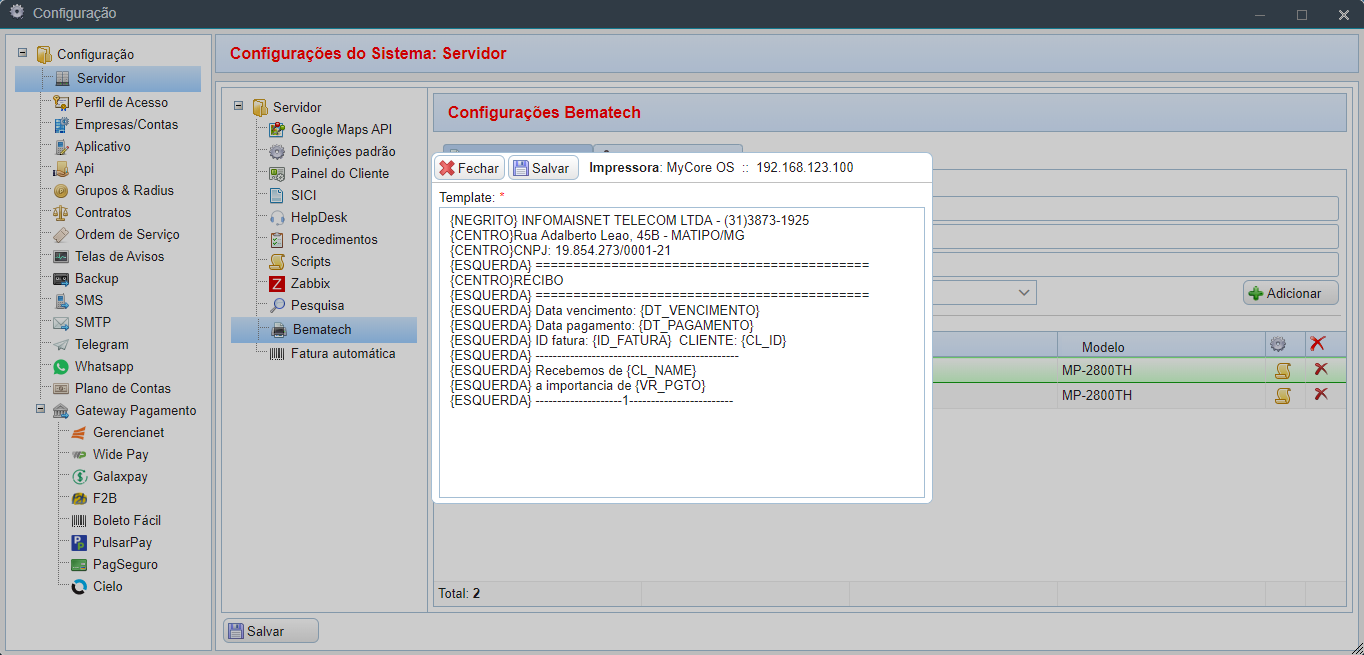 Configuração
Configuração
Servidor
Perfil de Acesso
Empresas/Contas
Aplicativo
Api
Grupos & Radius
Contratos
Ordem de Serviço
Telas de Avisos
Backup
SMS
SMTP
Telegram
Whatsapp
Plano de Contas
Gateway Pagamento
Gerencianet
Wide Pay
Galaxpay
F2B
Boleto Fácil
PulsarPay
PagSeguro
Cielo
Configurações do Sistema: Servidor
Servidor
Google Maps API
Definições padrão
Painel do Cliente
SICI
HelpDesk
Procedimentos
Scripts
Zabbix
Pesquisa
Bematech
Fatura automática
Configurações Bematech
Fechar Salvar Impressora: MyCore OS :: 192.168.123.100
Template: *
{NEGRITO} INFOMAISNET TELECOM LTDA - (31)3873-1925
{CENTRO}Rua Adalberto Leao, 45B - MATIPO/MG
{CENTRO}CNPJ: 19.854.273/0001-21
{ESQUERDA} ============================================
{CENTRO}RECIBO
{ESQUERDA} ============================================
{ESQUERDA} Data vencimento: {DT_VENCIMENTO}
{ESQUERDA} Data pagamento: {DT_PAGAMENTO}
{ESQUERDA} ID fatura: {ID_FATURA}  CLIENTE: {CL_ID}
{ESQUERDA} -----------------------------------------------
{ESQUERDA} Recebemos de {CL_NAME}
{ESQUERDA} a importancia de {VR_PGTO}
{ESQUERDA} --------------------1------------------------
Adicionar
Modelo
MP-2800TH
MP-2800TH
Total: 2
Salvar